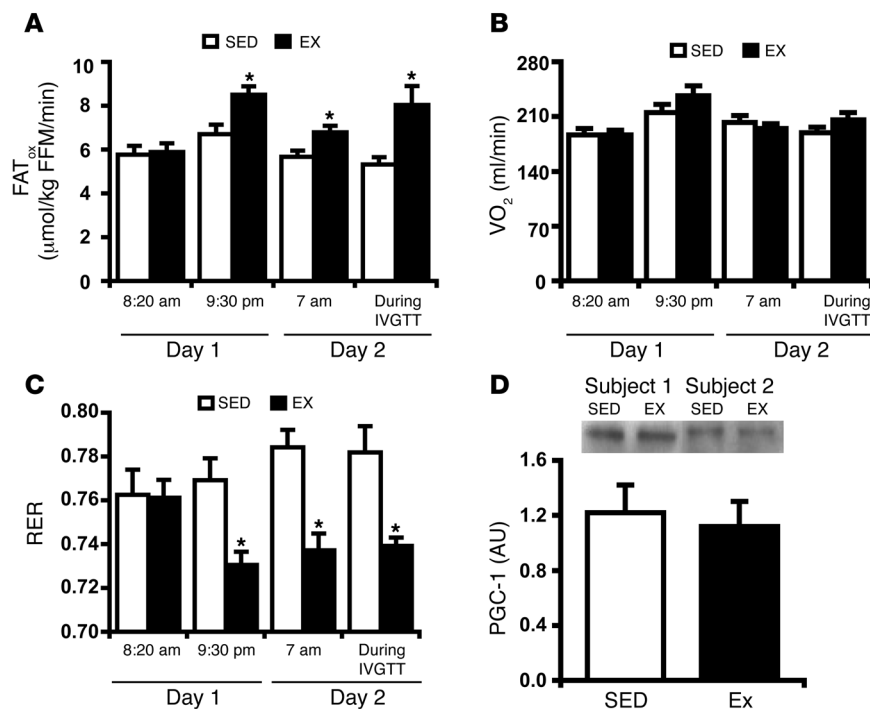 A
SED EX
FATox
(μmol/kg FFM/min)
10
8
6
4
2
0
* * *
8:20 am 9:30 pm 7 am During
IVGTT
Day 1 Day 2
B
SED EX
VO2 (ml/min)
280
210
140
70
0
8:20 am 9:30 pm 7 am During
IVGTT
Day 1 Day 2
C
SED EX
RER
0.80
0.78
0.76
0.74
0.72
0.70
* * *
8:20 am 9:30 pm 7 am During
IVGTT
Day 1 Day 2
D
Subject 1 Subject 2
SED EX SED EX
PGC-1 (AU)
1.2
0.8
0.4
0.0
SED Ex